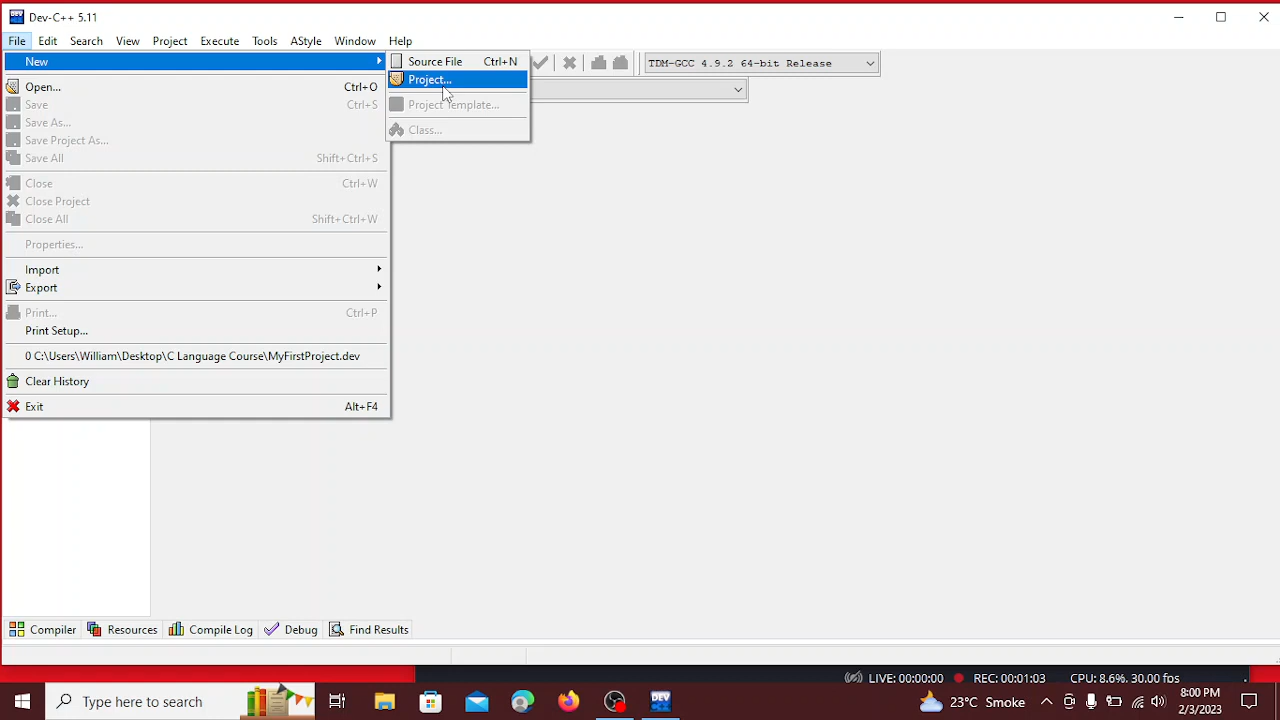 Dev-C++ 5.11
File Edit Search View Project Execute Tools AStyle Window Help
New
Source File Ctrl+N
TDM-GCC 4.9.2 64-bit Release
Project...
Open... Ctrl+O
Save Ctrl+S
Project Template...
Save As...
Class...
Save Project As...
Save All Shift+Ctrl+S
Close Ctrl+W
Close Project
Close All Shift+Ctrl+W
Properties...
Import
Export
Print... Ctrl+P
Print Setup...
0 C:\Users\William\Desktop\C Language Course\MyFirstProject.dev
Clear History
Exit Alt+F4
Compiler Resources Compile Log Debug Find Results
LIVE: 00:00:00 REC: 00:01:03 CPU: 8.6%, 30.00 fps
Type here to search
DEV
23°C Smoke
8:00 PM
2/3/2023